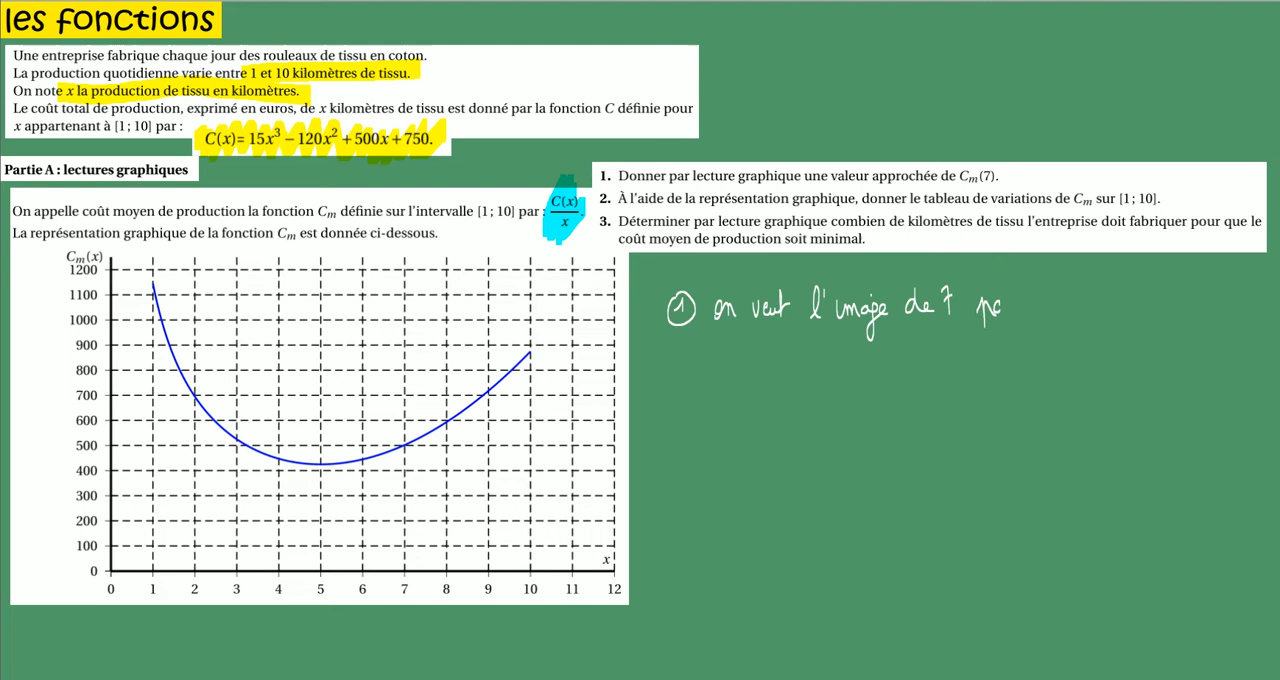 les fonctions
Une entreprise fabrique chaque jour des rouleaux de tissu en coton.
La production quotidienne varie entre 1 et 10 kilomètres de tissu.
On note x la production de tissu en kilomètres.
Le coût total de production, exprimé en euros, de x kilomètres de tissu est donné par la fonction C définie pour
x appartenant à [1 ; 10] par :
C(x) = 15x³ − 120x² + 500x + 750.
Partie A : lectures graphiques
On appelle coût moyen de production la fonction Cₘ définie sur l'intervalle [1 ; 10] par : C(x)/x.
La représentation graphique de la fonction Cₘ est donnée ci-dessous.
1. Donner par lecture graphique une valeur approchée de Cₘ(7).
2. À l'aide de la représentation graphique, donner le tableau de variations de Cₘ sur [1 ; 10].
3. Déterminer par lecture graphique combien de kilomètres de tissu l'entreprise doit fabriquer pour que le
coût moyen de production soit minimal.
Cₘ(x)
1200
1100
1000
900
800
700
600
500
400
300
200
100
0
x
0 1 2 3 4 5 6 7 8 9 10 11 12
① on veut l'image de 7 pa